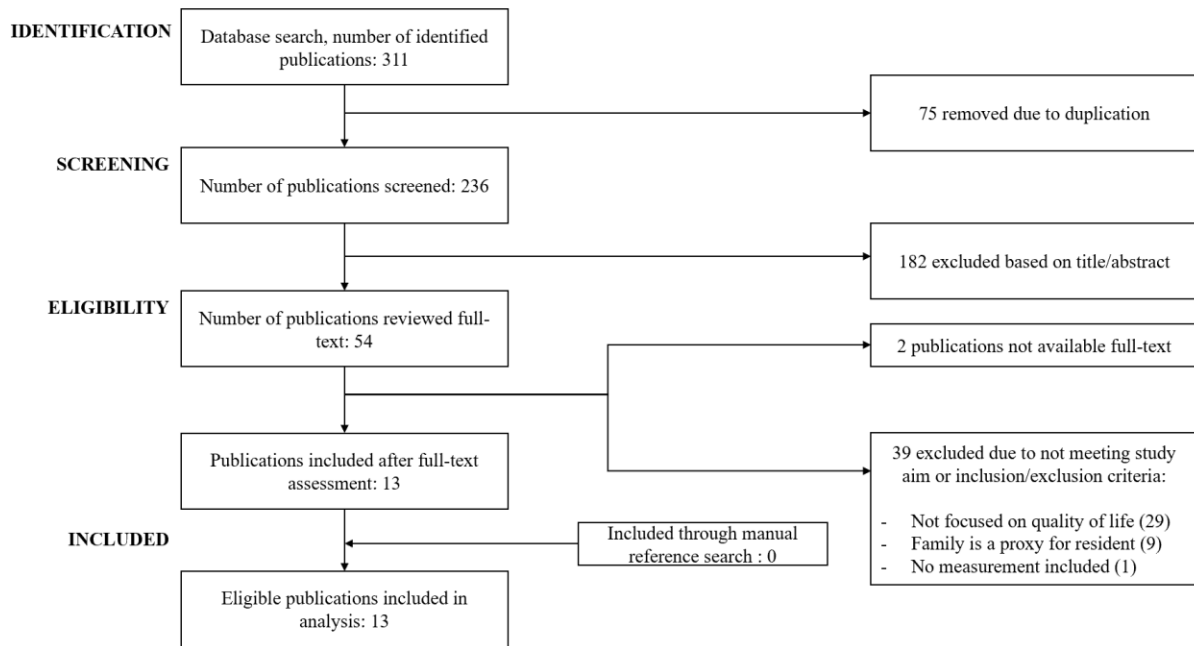 IDENTIFICATION
Database search, number of identified
publications: 311
75 removed due to duplication
SCREENING
Number of publications screened: 236
182 excluded based on title/abstract
ELIGIBILITY
Number of publications reviewed full-
text: 54
2 publications not available full-text
Publications included after full-text
assessment: 13
39 excluded due to not meeting study
aim or inclusion/exclusion criteria:
- Not focused on quality of life (29)
- Family is a proxy for resident (9)
- No measurement included (1)
INCLUDED
Included through manual
reference search : 0
Eligible publications included in
analysis: 13